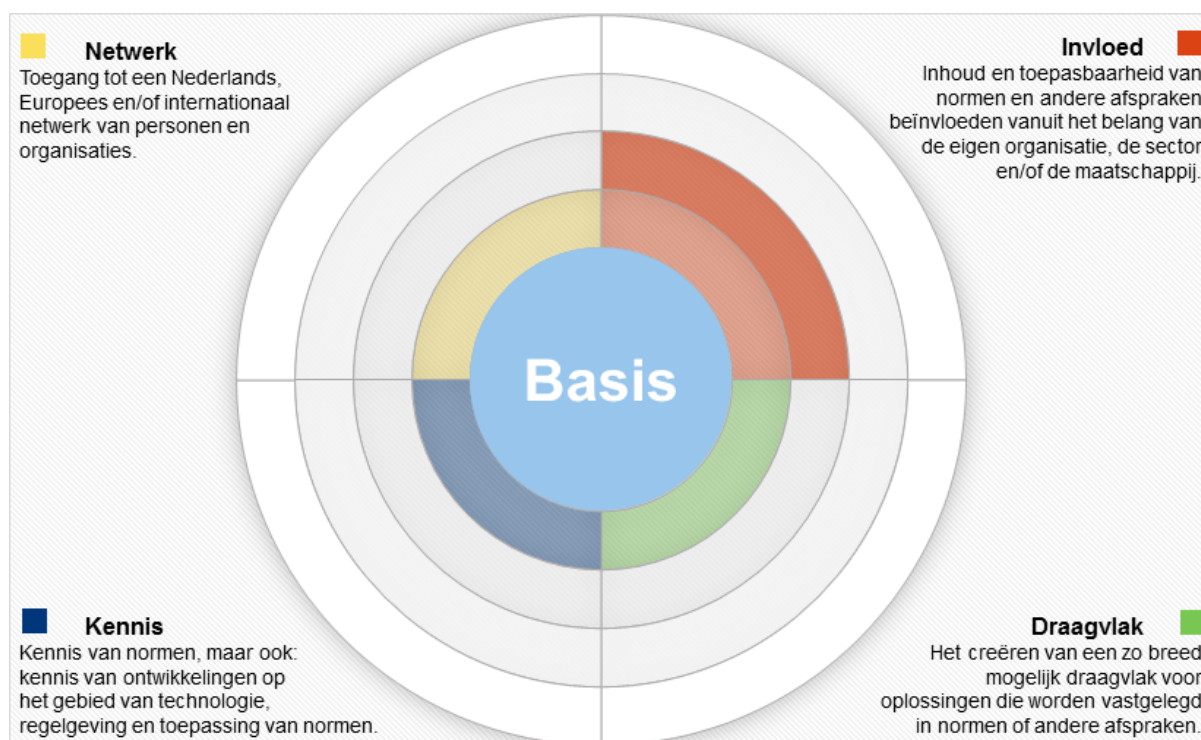 Netwerk
Toegang tot een Nederlands,
Europees en/of internationaal
netwerk van personen en
organisaties.
Invloed
Inhoud en toepasbaarheid van
normen en andere afspraken
beïnvloeden vanuit het belang van
de eigen organisatie, de sector
en/of de maatschappij.
Basis
Kennis
Kennis van normen, maar ook:
kennis van ontwikkelingen op
het gebied van technologie,
regelgeving en toepassing van normen.
Draagvlak
Het creëren van een zo breed
mogelijk draagvlak voor
oplossingen die worden vastgelegd
in normen of andere afspraken.